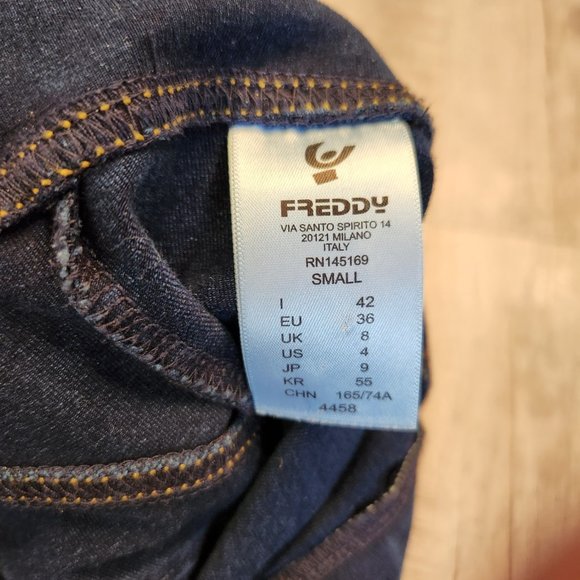 FREDDY
VIA SANTO SPIRITO 14
20121 MILANO
ITALY
RN145169
SMALL
I 42
EU 36
UK 8
US 4
JP 9
KR 55
CHN 165/74A
4458